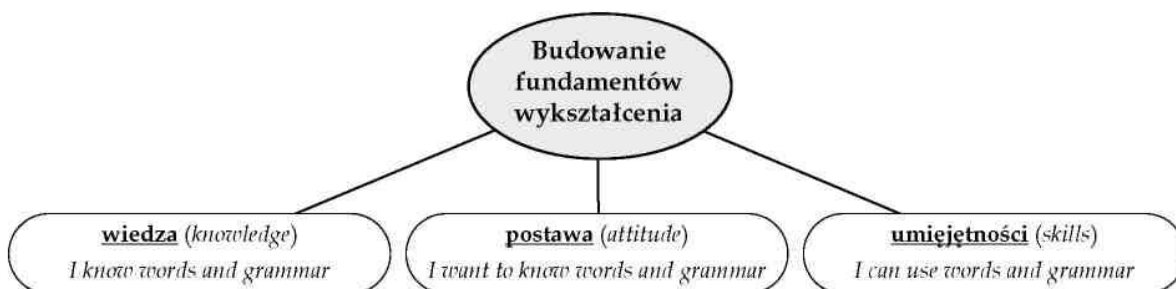 Budowanie
fundamentów
wykształcenia
wiedza (knowledge)
I know words and grammar
postawa (attitude)
I want to know words and grammar
umięjętności (skills)
I can use words and grammar